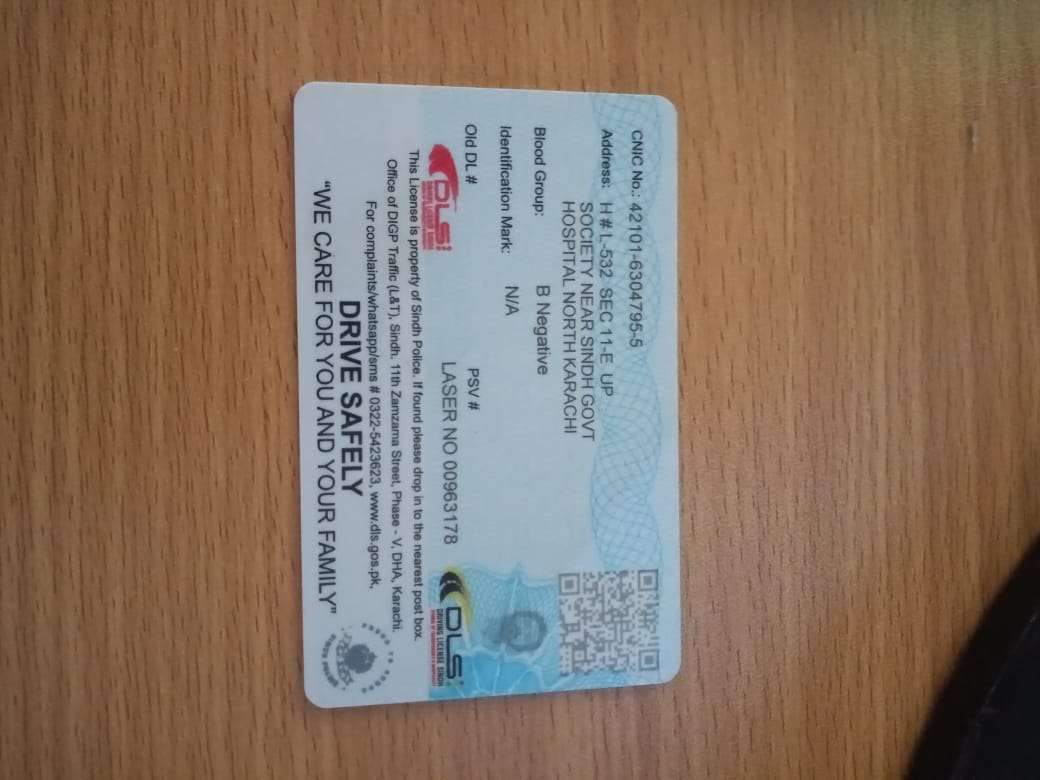 CNIC No.: 42101-6304795-5
Address: H # L-532 SEC 11-E UP
SOCIETY NEAR SINDH GOVT
HOSPITAL NORTH KARACHI
Blood Group: B Negative
Identification Mark: N/A
Old DL # PSV #
LASER NO 00963178
DLS
DLS
DRIVING LICENSE SINDH
This License is property of Sindh Police. If found please drop in to the nearest post box.
Office of DIGP Traffic (L&T), Sindh. 11th Zamzama Street, Phase - V, DHA, Karachi.
For complaints/whatsapp/sms # 0322-5423623, www.dls.gos.pk,
DRIVE SAFELY
"WE CARE FOR YOU AND YOUR FAMILY"